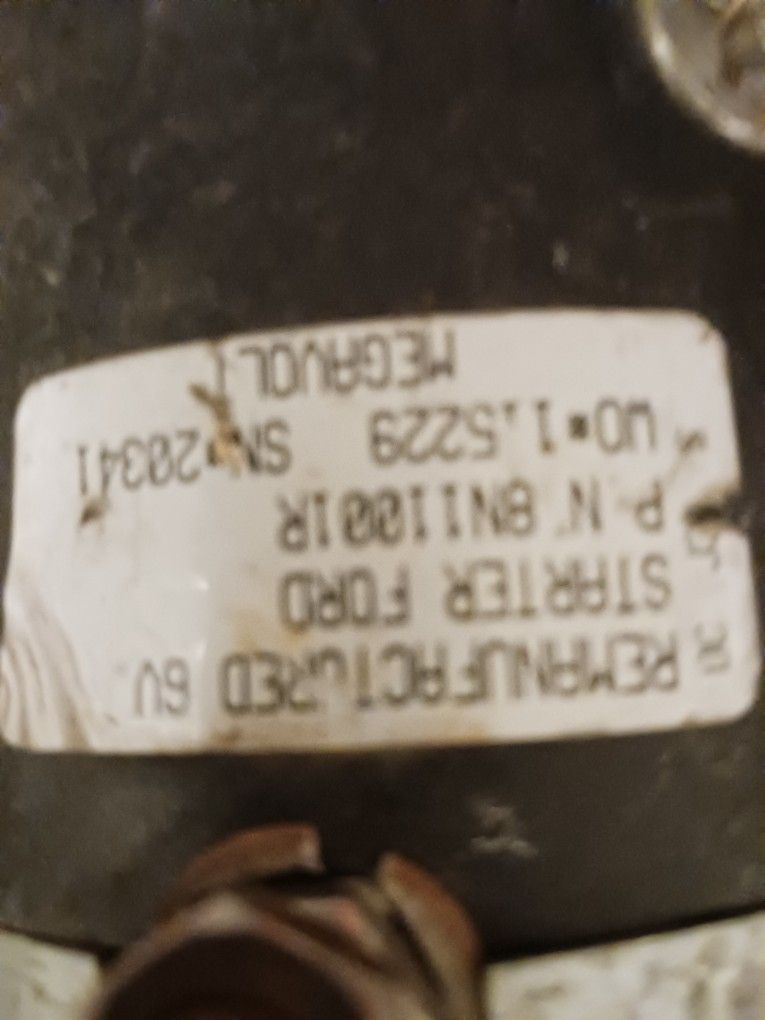 REMANUFACTURED 6V
STARTER FORD
P N 8N11001R
WO# 1,5229 SN#20341
MEGAVOLT